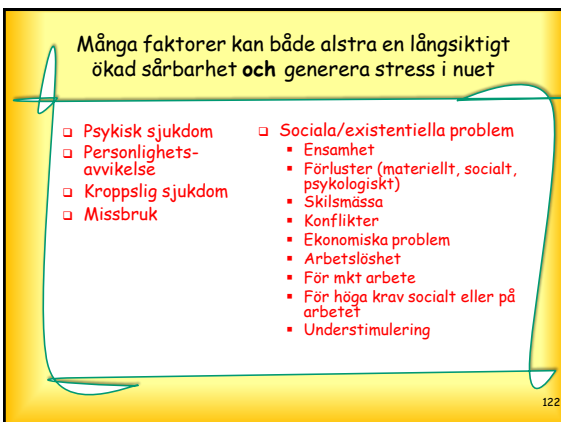 Många faktorer kan både alstra en långsiktigt
ökad sårbarhet och generera stress i nuet
Psykisk sjukdom
Personlighets-
avvikelse
Kroppslig sjukdom
Missbruk
Sociala/existentiella problem
Ensamhet
Förluster (materiellt, socialt,
psykologiskt)
Skilsmässa
Konflikter
Ekonomiska problem
Arbetslöshet
För mkt arbete
För höga krav socialt eller på
arbetet
Understimulering
122